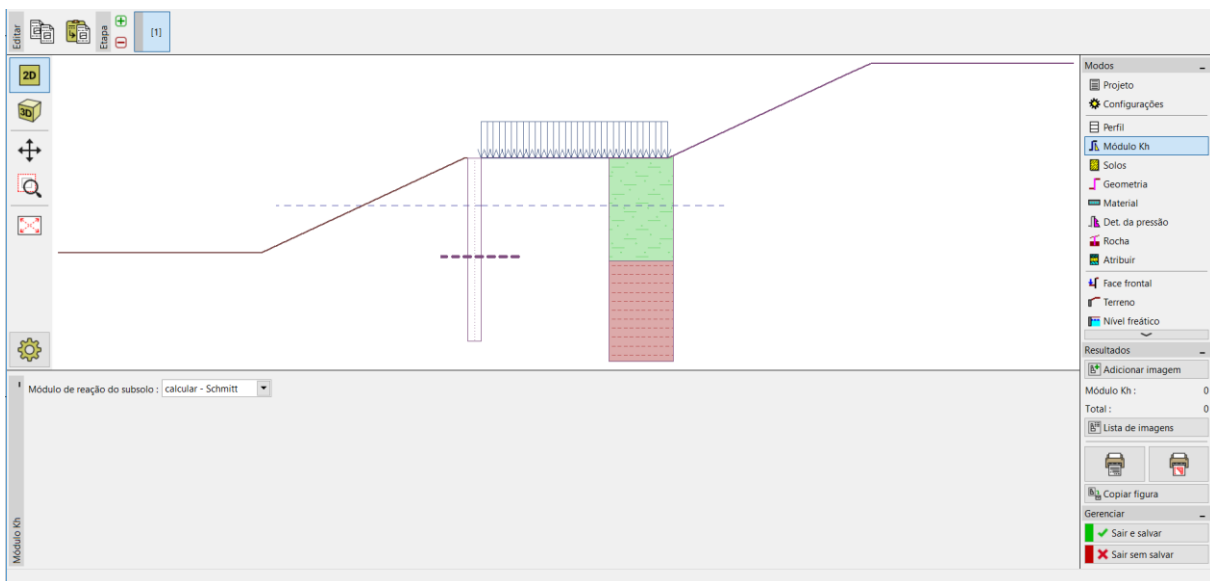 Editar
Etapa
[1]
2D
3D
Modos
Projeto
Configurações
Perfil
Módulo Kh
Solos
Geometria
Material
Det. da pressão
Rocha
Atribuir
Face frontal
Terreno
Nível freático
Resultados
Adicionar imagem
Módulo Kh : 0
Total : 0
Lista de imagens
Copiar figura
Gerenciar
Sair e salvar
Sair sem salvar
Módulo Kh
Módulo de reação do subsolo : calcular - Schmitt